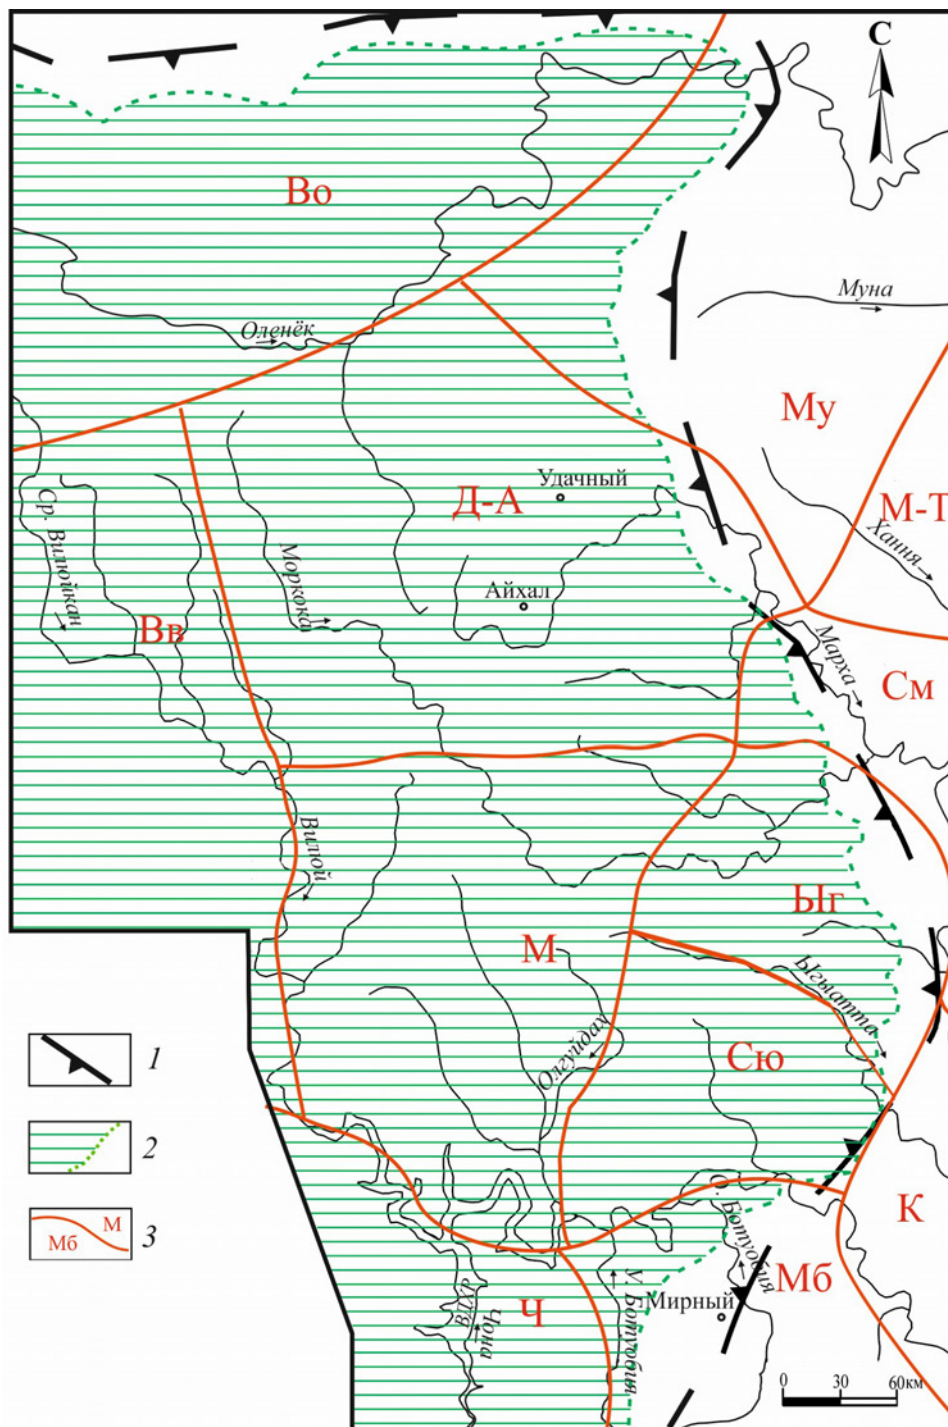 С
Во
Муна
Оленёк
Му
Удачный
Д-А
М-Т
Ср. Вилюйкан
Моркока
Хання
Айхал
Вв
Марха
См
Вилюй
Ыг
М
Ыгыатта
Олгуйдах
Сю
1
2
М
Мб
3
К
У. Ботуобия
Ботуобия
Мб
Ч
ВДХР
Чона
Мирный
0 30 60км